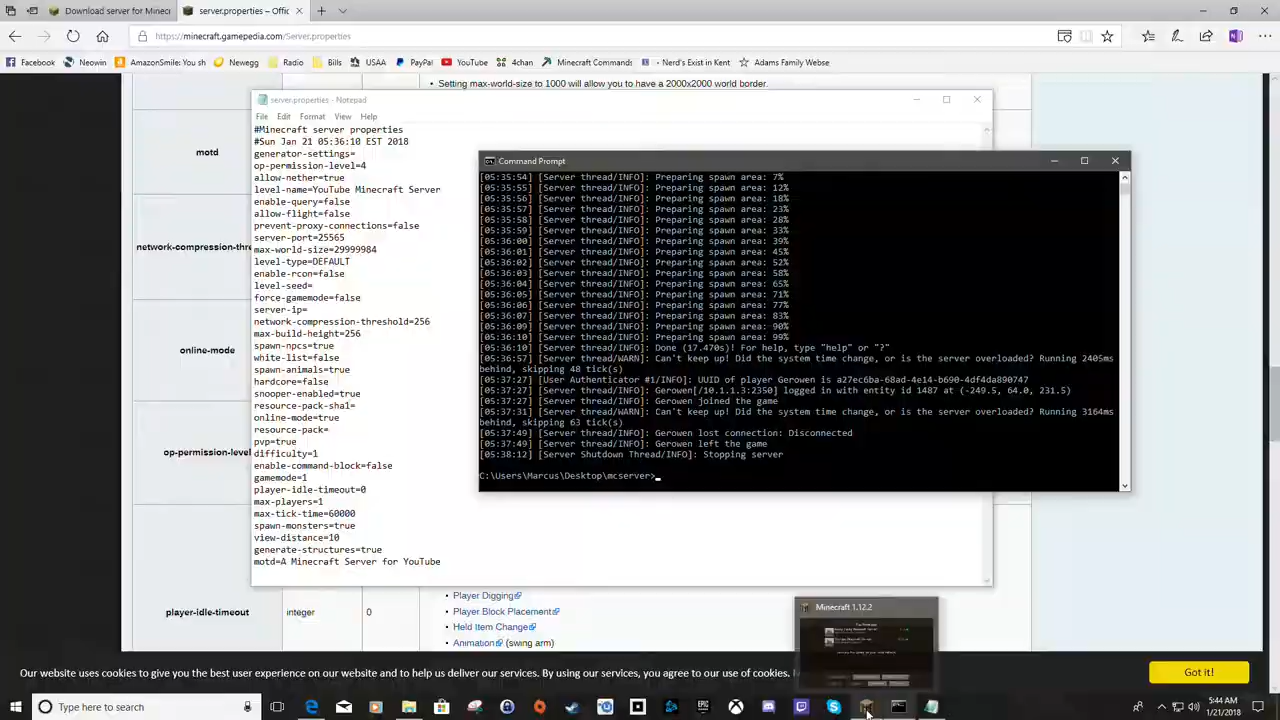 Download server for Mineci
server.properties – Offic
https://minecraft.gamepedia.com/Server.properties
Facebook
Neowin
AmazonSmile: You sh
Newegg
Radio
Bills
USAA
PayPal
YouTube
4chan
Minecraft Commands
- Nerd's Exist in Kent
Adams Family Webse
Setting max-world-size to 1000 will allow you to have a 2000x2000 world border.
motd
network-compression-thre
online-mode
op-permission-level
player-idle-timeout
integer
0
server.properties - Notepad
File Edit Format View Help
#Minecraft server properties
#Sun Jan 21 05:36:10 EST 2018
generator-settings=
op-permission-level=4
allow-nether=true
level-name=YouTube Minecraft Server
enable-query=false
allow-flight=false
prevent-proxy-connections=false
server-port=25565
max-world-size=29999984
level-type=DEFAULT
enable-rcon=false
level-seed=
force-gamemode=false
server-ip=
network-compression-threshold=256
max-build-height=256
spawn-npcs=true
white-list=false
spawn-animals=true
hardcore=false
snooper-enabled=true
resource-pack-sha1=
online-mode=true
resource-pack=
pvp=true
difficulty=1
enable-command-block=false
gamemode=1
player-idle-timeout=0
max-players=1
max-tick-time=60000
spawn-monsters=true
view-distance=10
generate-structures=true
motd=A Minecraft Server for YouTube
Command Prompt
[05:35:54] [Server thread/INFO]: Preparing spawn area: 7%
[05:35:55] [Server thread/INFO]: Preparing spawn area: 12%
[05:35:56] [Server thread/INFO]: Preparing spawn area: 18%
[05:35:57] [Server thread/INFO]: Preparing spawn area: 23%
[05:35:58] [Server thread/INFO]: Preparing spawn area: 28%
[05:35:59] [Server thread/INFO]: Preparing spawn area: 33%
[05:36:00] [Server thread/INFO]: Preparing spawn area: 39%
[05:36:01] [Server thread/INFO]: Preparing spawn area: 45%
[05:36:02] [Server thread/INFO]: Preparing spawn area: 52%
[05:36:03] [Server thread/INFO]: Preparing spawn area: 58%
[05:36:04] [Server thread/INFO]: Preparing spawn area: 65%
[05:36:05] [Server thread/INFO]: Preparing spawn area: 71%
[05:36:06] [Server thread/INFO]: Preparing spawn area: 77%
[05:36:07] [Server thread/INFO]: Preparing spawn area: 83%
[05:36:09] [Server thread/INFO]: Preparing spawn area: 90%
[05:36:10] [Server thread/INFO]: Preparing spawn area: 99%
[05:36:10] [Server thread/INFO]: Done (17.470s)! For help, type "help" or "?"
[05:36:57] [Server thread/WARN]: Can't keep up! Did the system time change, or is the server overloaded? Running 2405ms
behind, skipping 48 tick(s)
[05:37:27] [User Authenticator #1/INFO]: UUID of player Gerowen is a27ec6ba-68ad-4e14-b690-4df4da890747
[05:37:27] [Server thread/INFO]: Gerowen[/10.1.1.3:2350] logged in with entity id 1487 at (-249.5, 64.0, 231.5)
[05:37:27] [Server thread/INFO]: Gerowen joined the game
[05:37:31] [Server thread/WARN]: Can't keep up! Did the system time change, or is the server overloaded? Running 3164ms
behind, skipping 63 tick(s)
[05:37:49] [Server thread/INFO]: Gerowen lost connection: Disconnected
[05:37:49] [Server thread/INFO]: Gerowen left the game
[05:38:12] [Server Shutdown Thread/INFO]: Stopping server
C:\Users\Marcus\Desktop\mcserver>
Player Digging
Player Block Placement
Held Item Change
Animation (swing arm)
Minecraft 1.12.2
Our website uses cookies to give you the best user experience on our website and to help us deliver our services. By using our services, you agree to our use of cookies.
Got it!
Type here to search
5:44 AM
1/21/2018